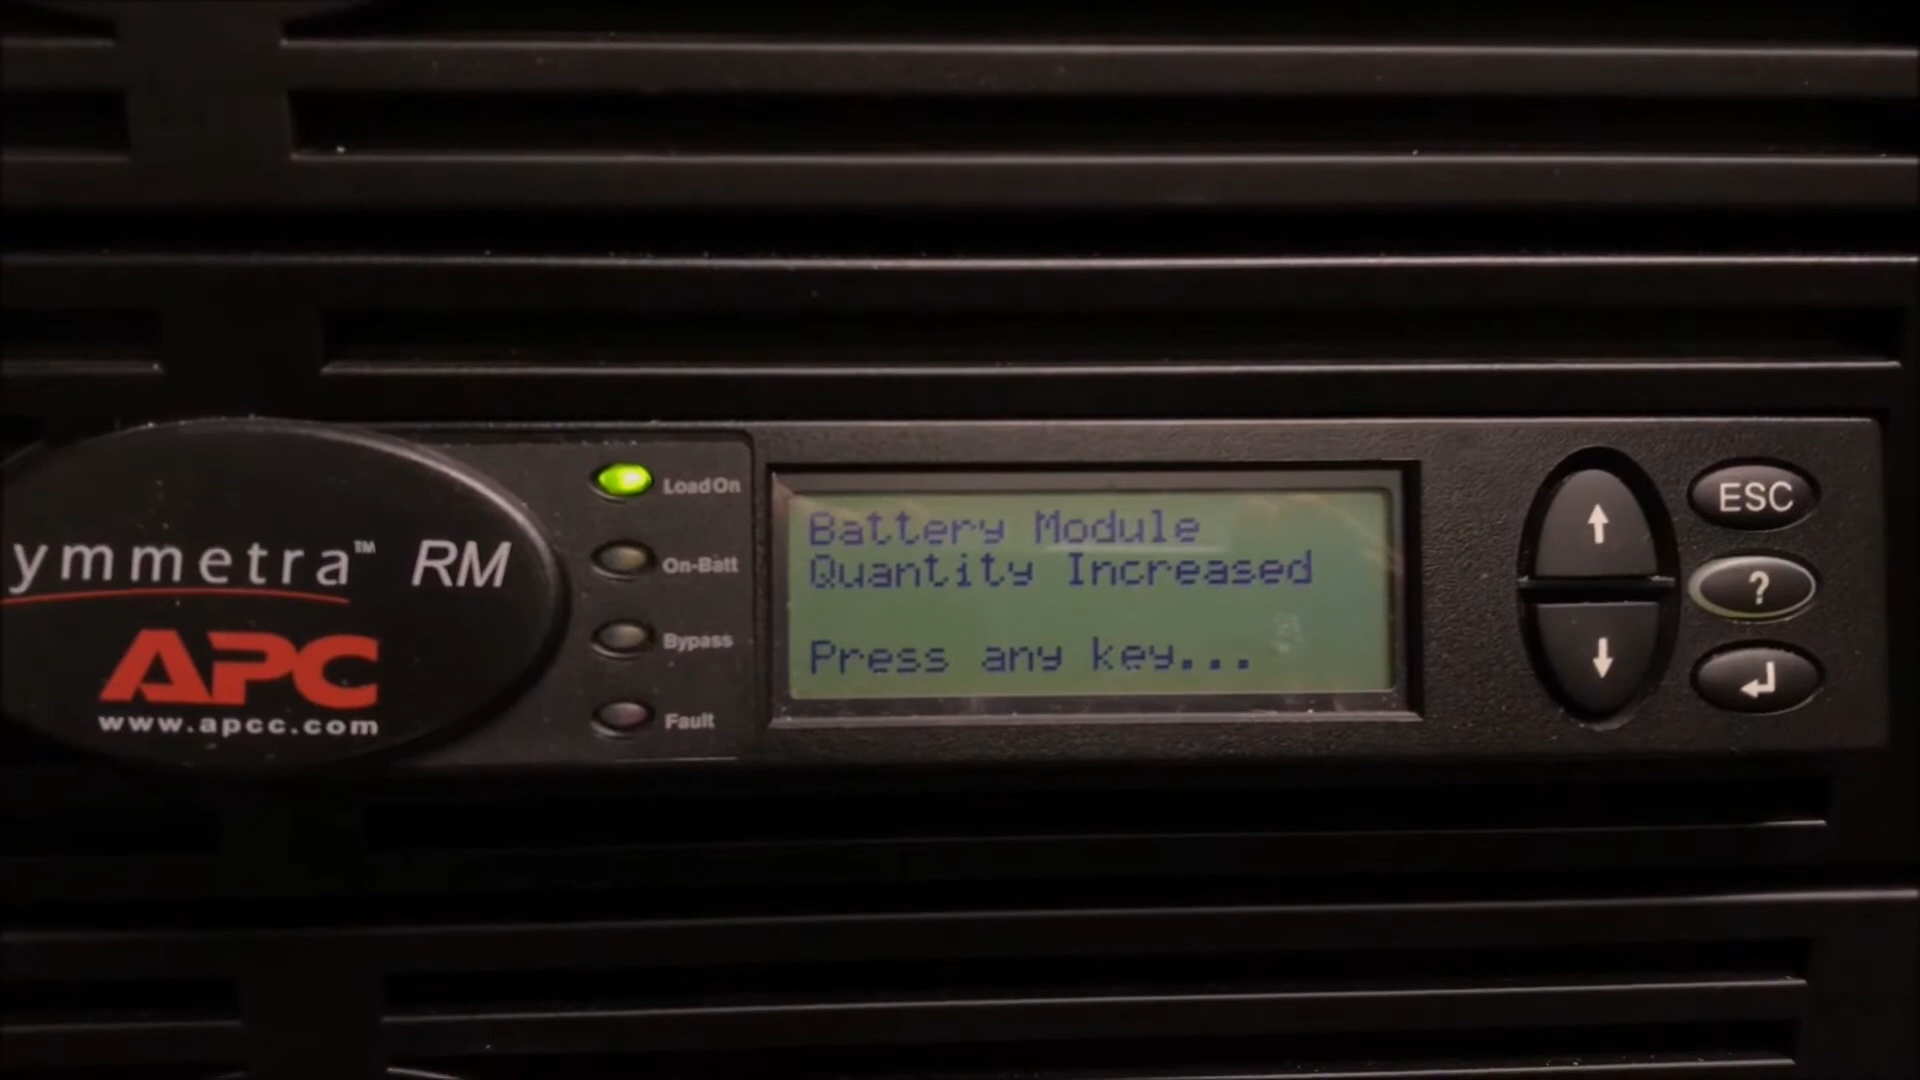 ymmetra™ RM
APC
www.apcc.com
Load On
On-Batt
Bypass
Fault
Battery Module
Quantity Increased
Press any key...
ESC
?